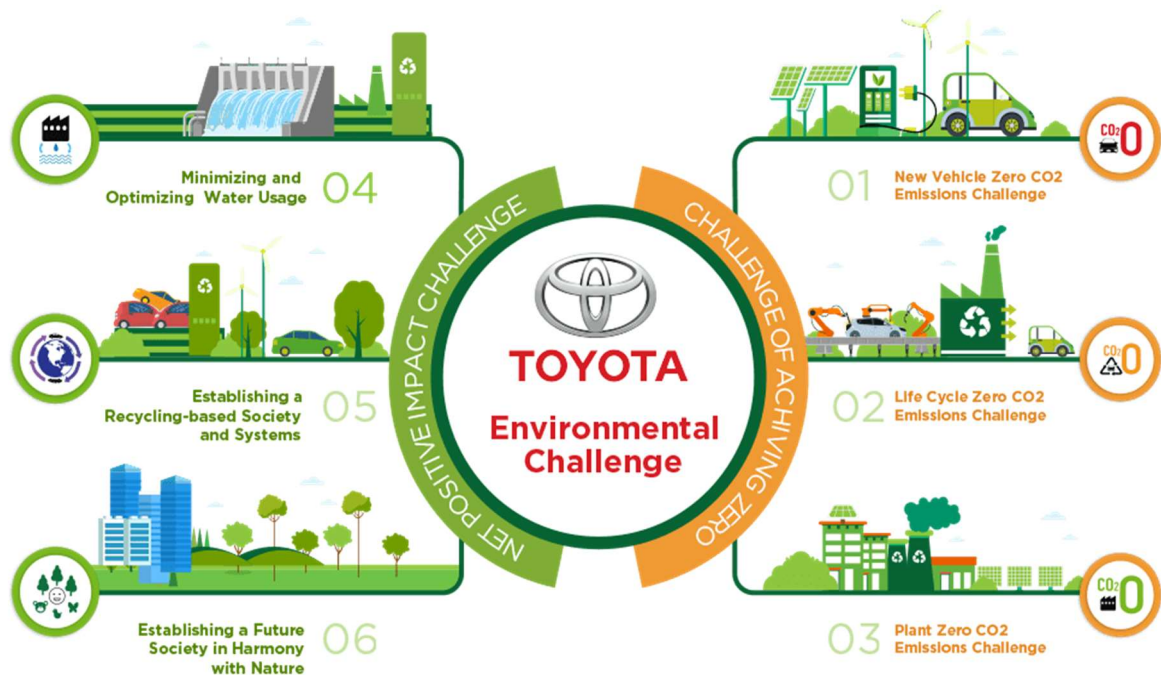 TOYOTA
Environmental
Challenge
CHALLENGE OF ACHIVING ZERO
01
New Vehicle Zero CO2
Emissions Challenge
CO2 0
02
Life Cycle Zero CO2
Emissions Challenge
CO2 0
03
Plant Zero CO2
Emissions Challenge
CO2 0
NET POSITIVE IMPACT CHALLENGE
Minimizing and
Optimizing Water Usage
04
Establishing a
Recycling-based Society
and Systems
05
Establishing a Future
Society in Harmony
with Nature
06